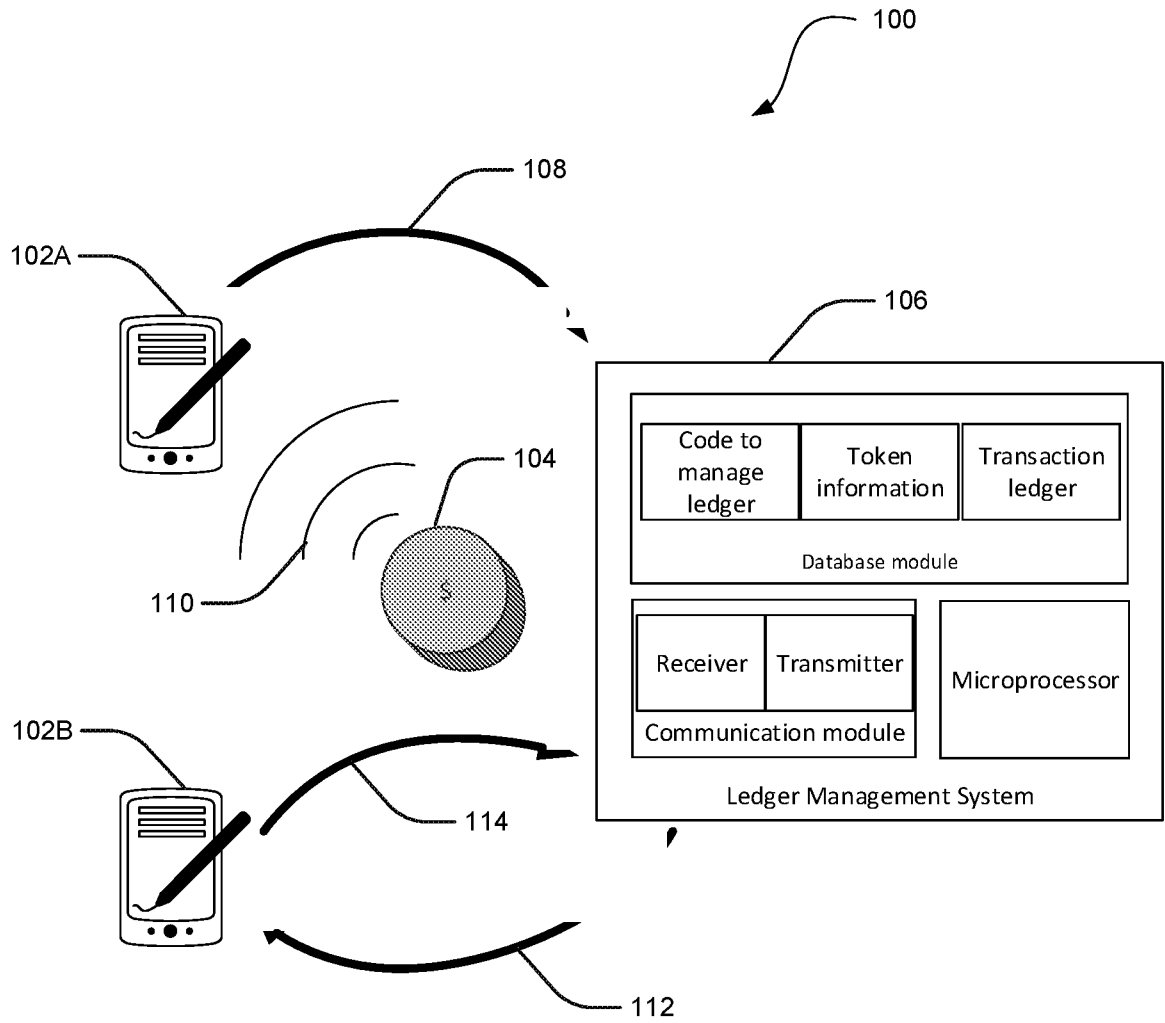 100
108
102A
106
Code to
manage
ledger
Token
information
Transaction
ledger
104
Database module
110
$
Receiver
Transmitter
Microprocessor
102B
Communication module
Ledger Management System
114
112